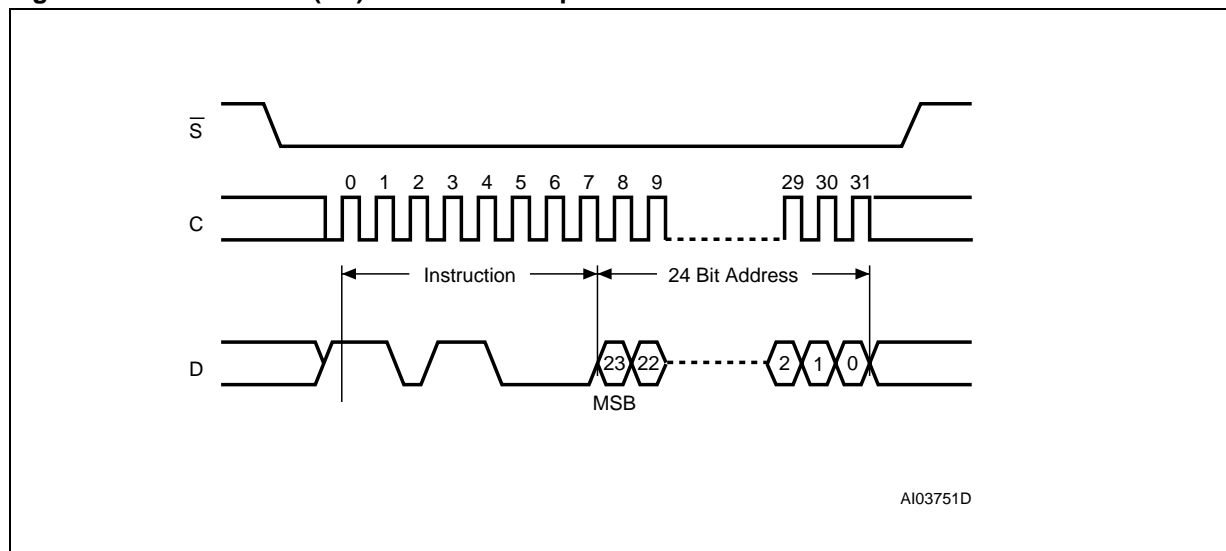 S̅
0 1 2 3 4 5 6 7 8 9 29 30 31
C
Instruction 24 Bit Address
D
23 22 2 1 0
MSB
AI03751D